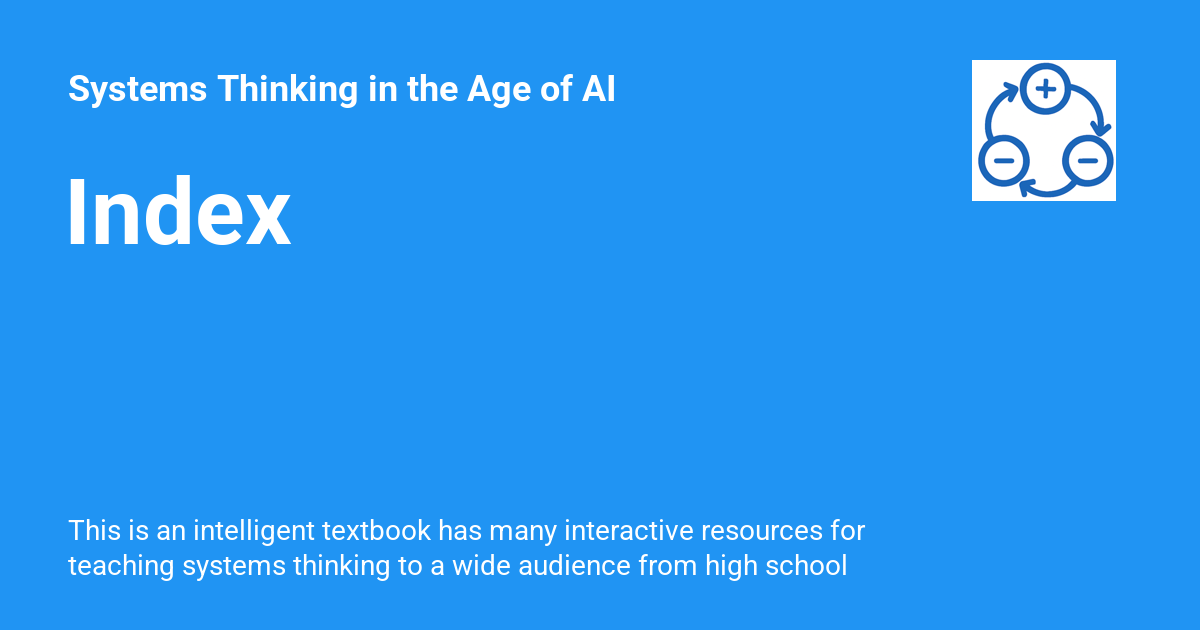 Systems Thinking in the Age of AI
Index
This is an intelligent textbook has many interactive resources for
teaching systems thinking to a wide audience from high school